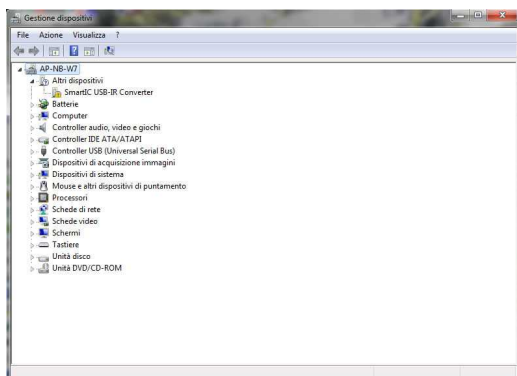 Gestione dispositivi
File Azione Visualizza ?
AP-NB-W7
Altri dispositivi
SmartIC USB-IR Converter
Batterie
Computer
Controller audio, video e giochi
Controller IDE ATA/ATAPI
Controller USB (Universal Serial Bus)
Dispositivi di acquisizione immagini
Dispositivi di sistema
Mouse e altri dispositivi di puntamento
Processori
Schede di rete
Schede video
Schermi
Tastiere
Unità disco
Unità DVD/CD-ROM